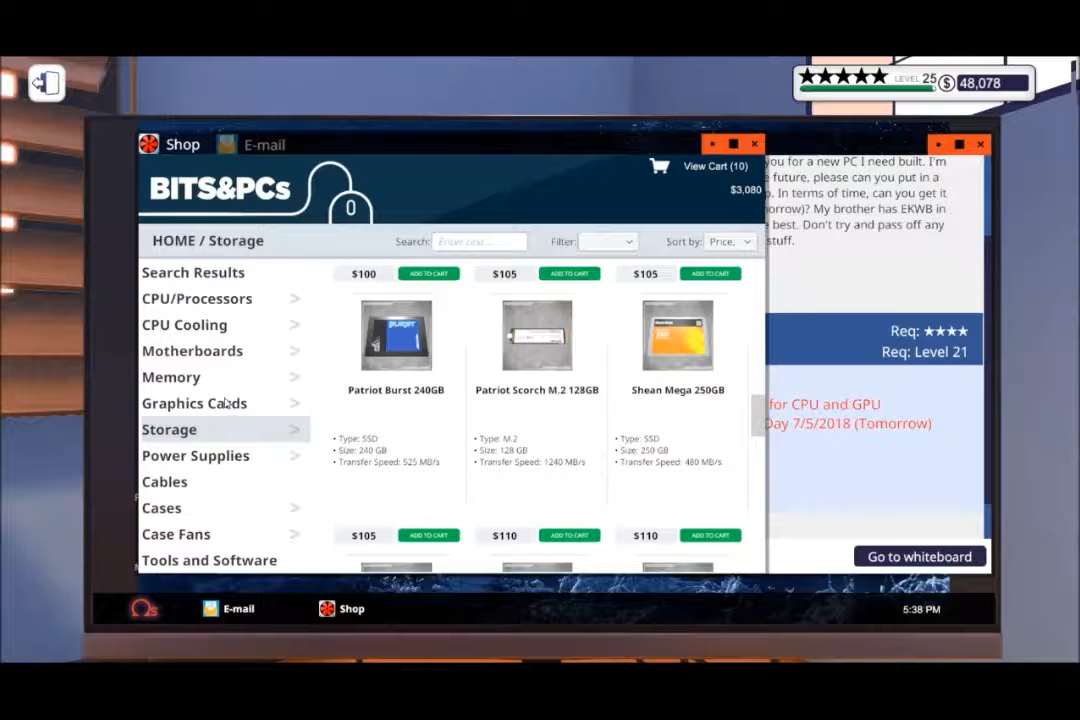 LEVEL 25 $ 48,078
Shop E-mail
BITS&PCs
View Cart (10)
$3,080
HOME / Storage
Search: Enter text...
Filter:
Sort by: Price,
Search Results
CPU/Processors >
CPU Cooling >
Motherboards >
Memory >
Graphics Cards >
Storage >
Power Supplies >
Cables
Cases >
Case Fans >
Tools and Software
$100 ADD TO CART $105 ADD TO CART $105 ADD TO CART
Patriot Burst 240GB
• Type: SSD
• Size: 240 GB
• Transfer Speed: 525 MB/s
$105 ADD TO CART
Patriot Scorch M.2 128GB
• Type: M.2
• Size: 128 GB
• Transfer Speed: 1240 MB/s
$110 ADD TO CART
Shean Mega 250GB
• Type: SSD
• Size: 250 GB
• Transfer Speed: 480 MB/s
$110 ADD TO CART
you for a new PC I need built. I'm
e future, please can you put in a
. In terms of time, can you get it
orrow)? My brother has EKWB in
best. Don't try and pass off any
stuff.
Req: ★★★★
Req: Level 21
for CPU and GPU
Day 7/5/2018 (Tomorrow)
Go to whiteboard
Ωs E-mail Shop 5:38 PM